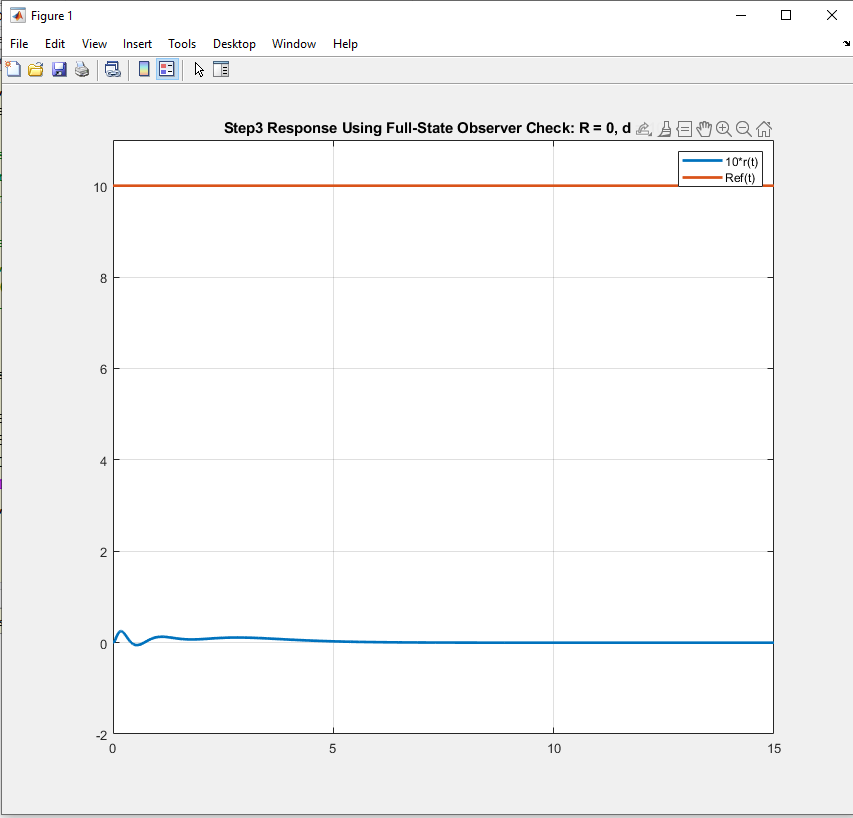 Figure 1
File Edit View Insert Tools Desktop Window Help
Step3 Response Using Full-State Observer Check: R = 0, d
10*r(t)
Ref(t)
10
8
6
4
2
0
-2
0 5 10 15